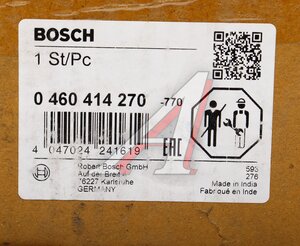 BOSCH
1 St/Pc
0 460 414 270 -770
4 047024 241619
EAC
Robert Bosch GmbH
Auf der Breit
76227 Karlsruhe
GERMANY
593
276
Made in India
Fabriqué en Inde